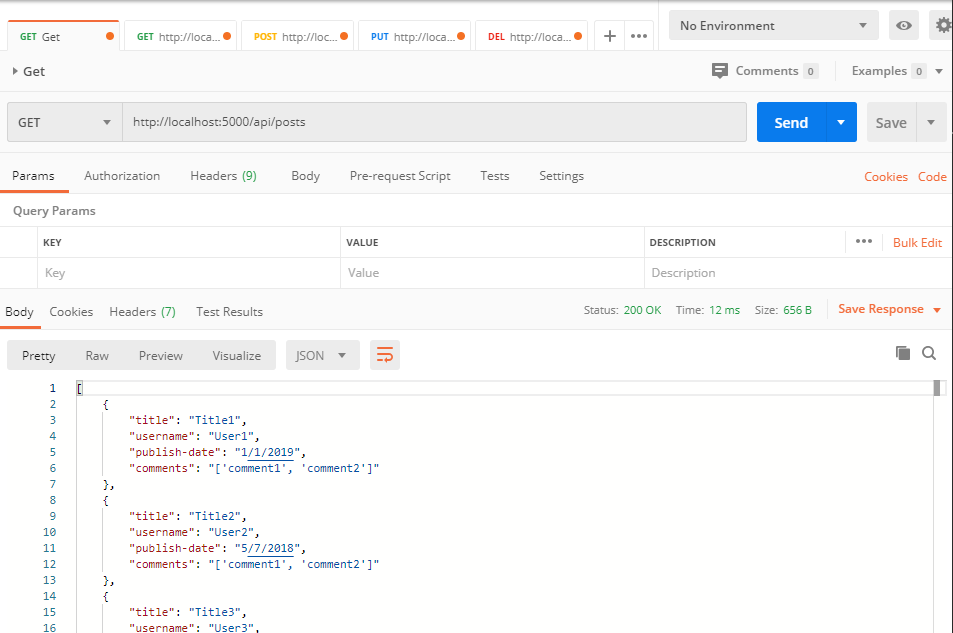 GET Get GET http://loca... POST http://loc... PUT http://loca... DEL http://loca... + ••• No Environment
Get Comments 0 Examples 0
GET http://localhost:5000/api/posts Send Save
Params Authorization Headers (9) Body Pre-request Script Tests Settings Cookies Code
Query Params
KEY VALUE DESCRIPTION ••• Bulk Edit
Key Value Description
Body Cookies Headers (7) Test Results Status: 200 OK Time: 12 ms Size: 656 B Save Response
Pretty Raw Preview Visualize JSON
1 [
2 {
3 "title": "Title1",
4 "username": "User1",
5 "publish-date": "1/1/2019",
6 "comments": "['comment1', 'comment2']"
7 },
8 {
9 "title": "Title2",
10 "username": "User2",
11 "publish-date": "5/7/2018",
12 "comments": "['comment1', 'comment2']"
13 },
14 {
15 "title": "Title3",
16 "username": "User3",